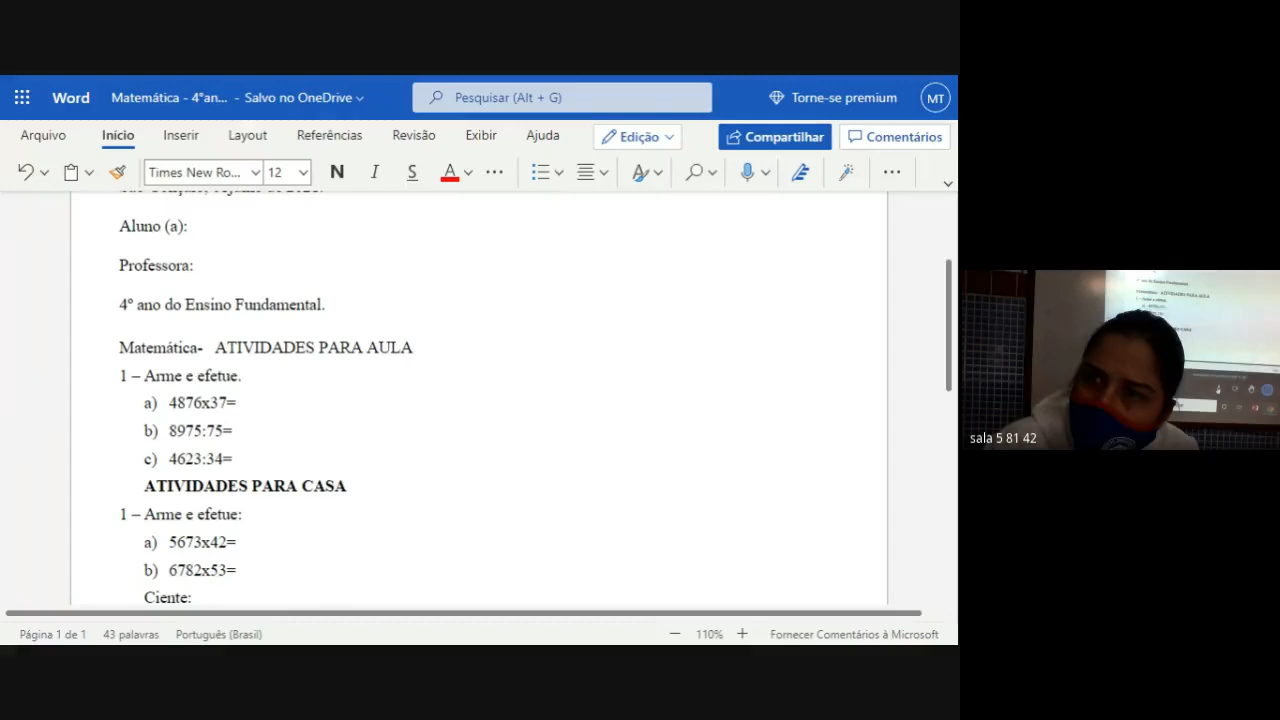 Word
Matemática - 4°an... - Salvo no OneDrive
Pesquisar (Alt + G)
Torne-se premium
MT
Arquivo
Início
Inserir
Layout
Referências
Revisão
Exibir
Ajuda
Edição
Compartilhar
Comentários
Times New Ro...
12
N
I
S
A
Aluno (a):
Professora:
4º ano do Ensino Fundamental.
Matemática- ATIVIDADES PARA AULA
1 – Arme e efetue.
a) 4876x37=
b) 8975:75=
c) 4623:34=
ATIVIDADES PARA CASA
1 – Arme e efetue:
a) 5673x42=
b) 6782x53=
Ciente:
Página 1 de 1
43 palavras
Português (Brasil)
110%
Fornecer Comentários à Microsoft
sala 5 81 42